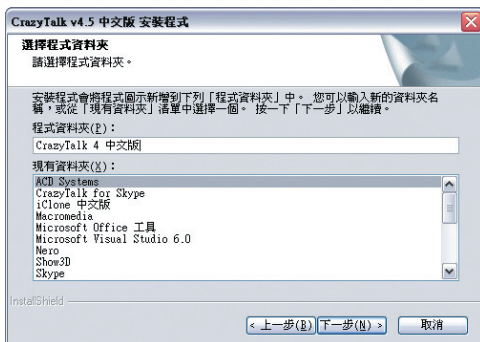 CrazyTalk v4.5 中文版 安裝程式
選擇程式資料夾
請選擇程式資料夾。
安裝程式會將程式圖示新增到下列「程式資料夾」中。 您可以輸入新的資料夾名
稱，或從「現有資料夾」清單中選擇一個。 按一下「下一步」以繼續。
程式資料夾(P)：
CrazyTalk 4 中文版
現有資料夾(X)：
ACD Systems
CrazyTalk for Skype
iClone 中文版
Macromedia
Microsoft Office 工具
Microsoft Visual Studio 6.0
Nero
Show3D
Skype
InstallShield
< 上一步(B) 下一步(N) > 取消